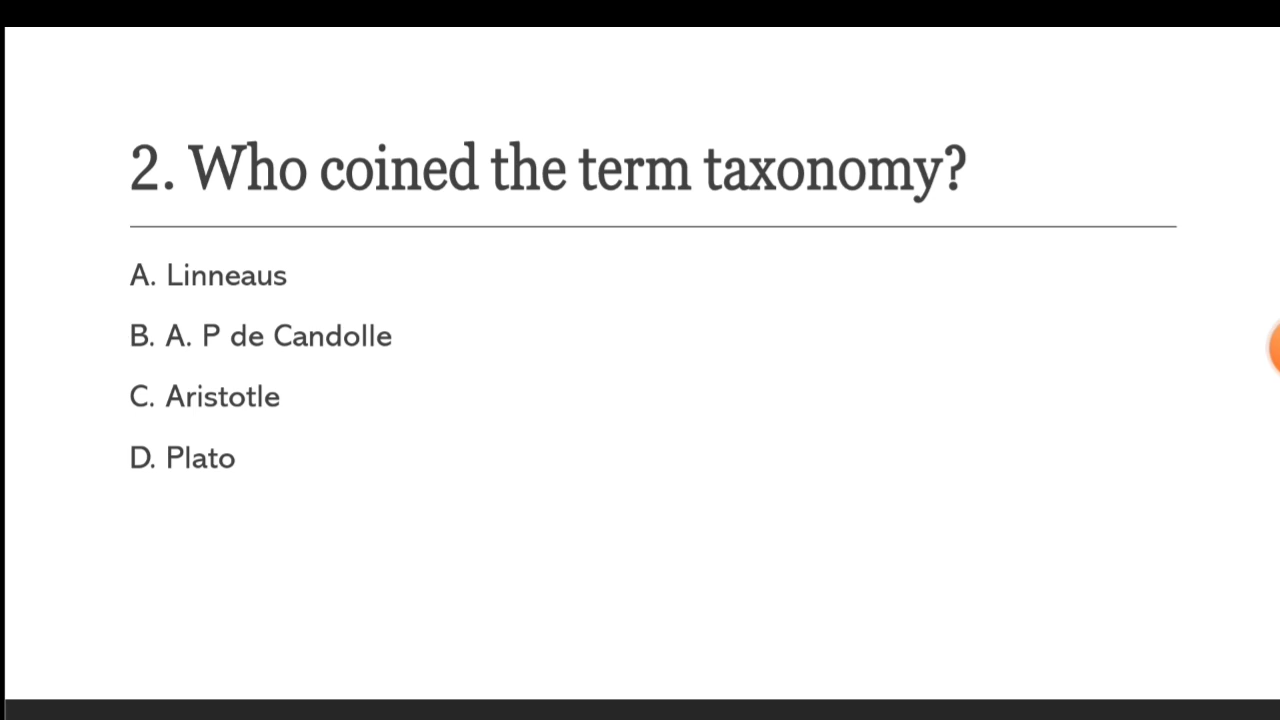 2. Who coined the term taxonomy?
A. Linneaus
B. A. P de Candolle
C. Aristotle
D. Plato